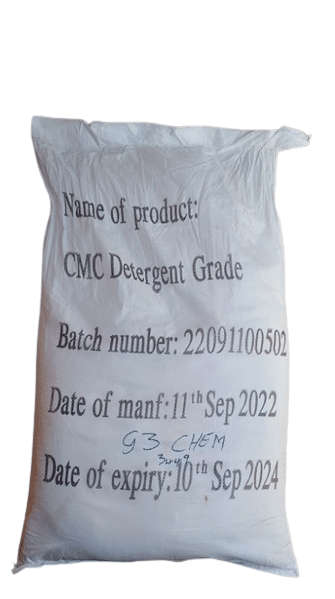 Name of product:
CMC Detergent Grade
Batch number: 22091100502
Date of manf:11th Sep 2022
G3 CHEM
Date of expiry:10th Sep 2024